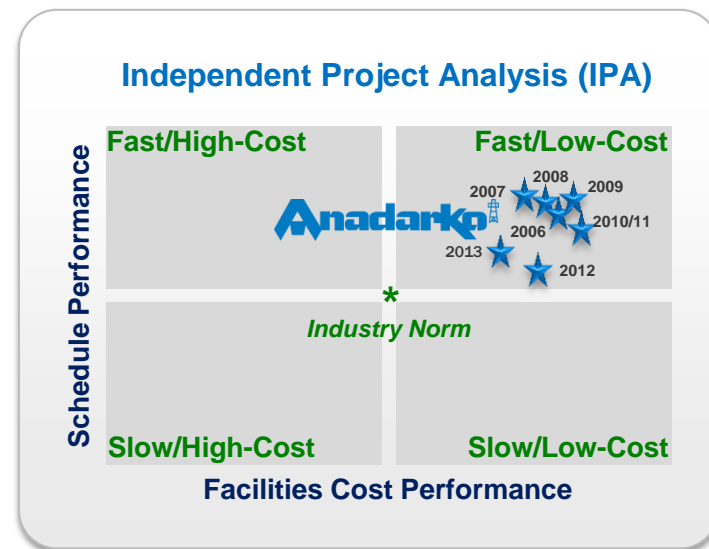 Independent Project Analysis (IPA)
Schedule Performance
Fast/High-Cost
Fast/Low-Cost
2008
2007
2009
Anadarko
2010/11
2006
2013
2012
*
Industry Norm
Slow/High-Cost
Slow/Low-Cost
Facilities Cost Performance